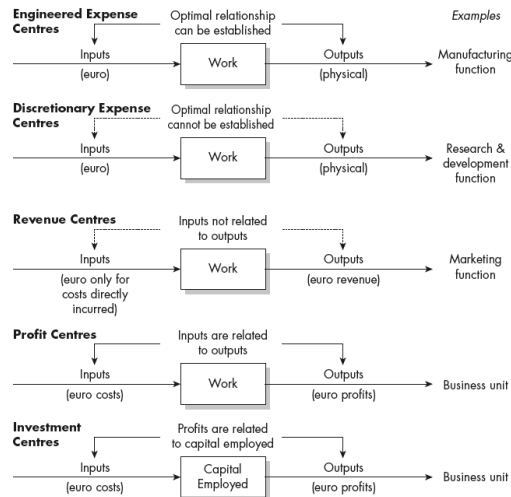 Engineered Expense
Centres
Optimal relationship
can be established
Examples
Inputs
(euro)
Work
Outputs
(physical)
Manufacturing
function
Discretionary Expense
Centres
Optimal relationship
cannot be established
Inputs
(euro)
Work
Outputs
(physical)
Research &
development
function
Revenue Centres
Inputs not related
to outputs
Inputs
(euro only for
costs directly
incurred)
Work
Outputs
(euro revenue)
Marketing
function
Profit Centres
Inputs are related
to outputs
Inputs
(euro costs)
Work
Outputs
(euro profits)
Business unit
Investment
Centres
Profits are related
to capital employed
Inputs
(euro costs)
Capital
Employed
Outputs
(euro profits)
Business unit